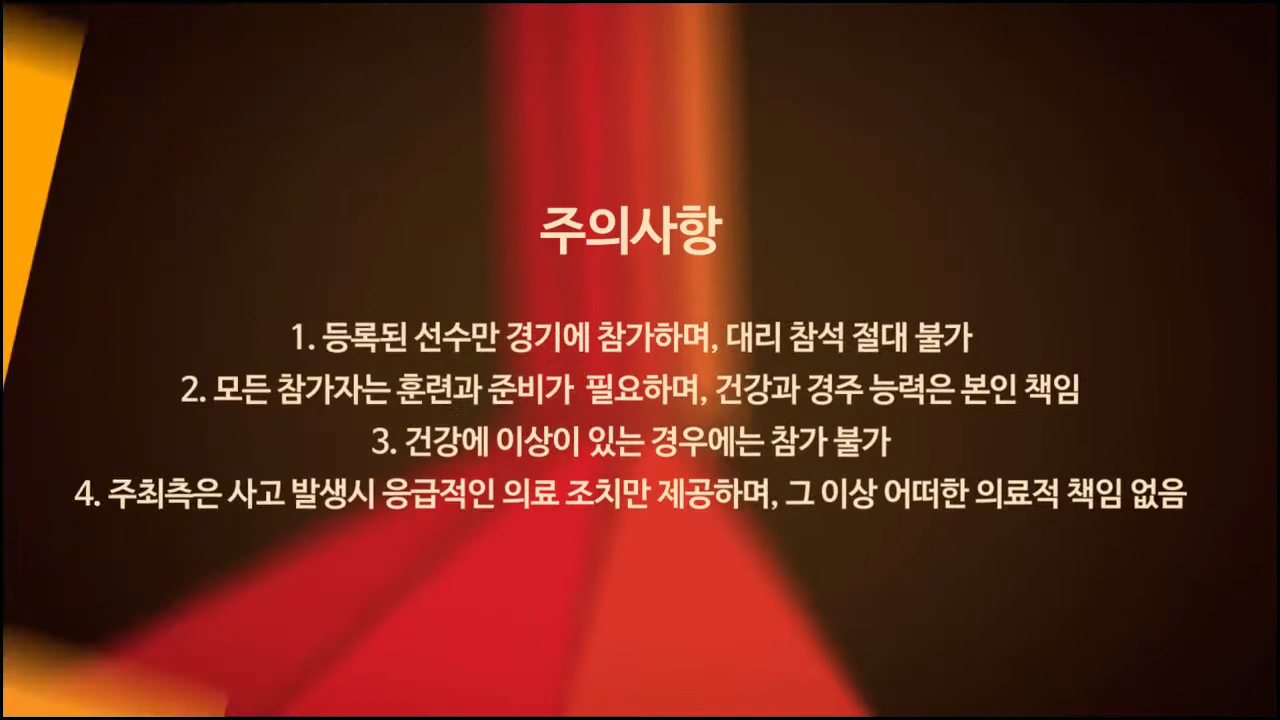 주의사항
1. 등록된 선수만 경기에 참가하며, 대리 참석 절대 불가
2. 모든 참가자는 훈련과 준비가 필요하며, 건강과 경주 능력은 본인 책임
3. 건강에 이상이 있는 경우에는 참가 불가
4. 주최측은 사고 발생시 응급적인 의료 조치만 제공하며, 그 이상 어떠한 의료적 책임 없음